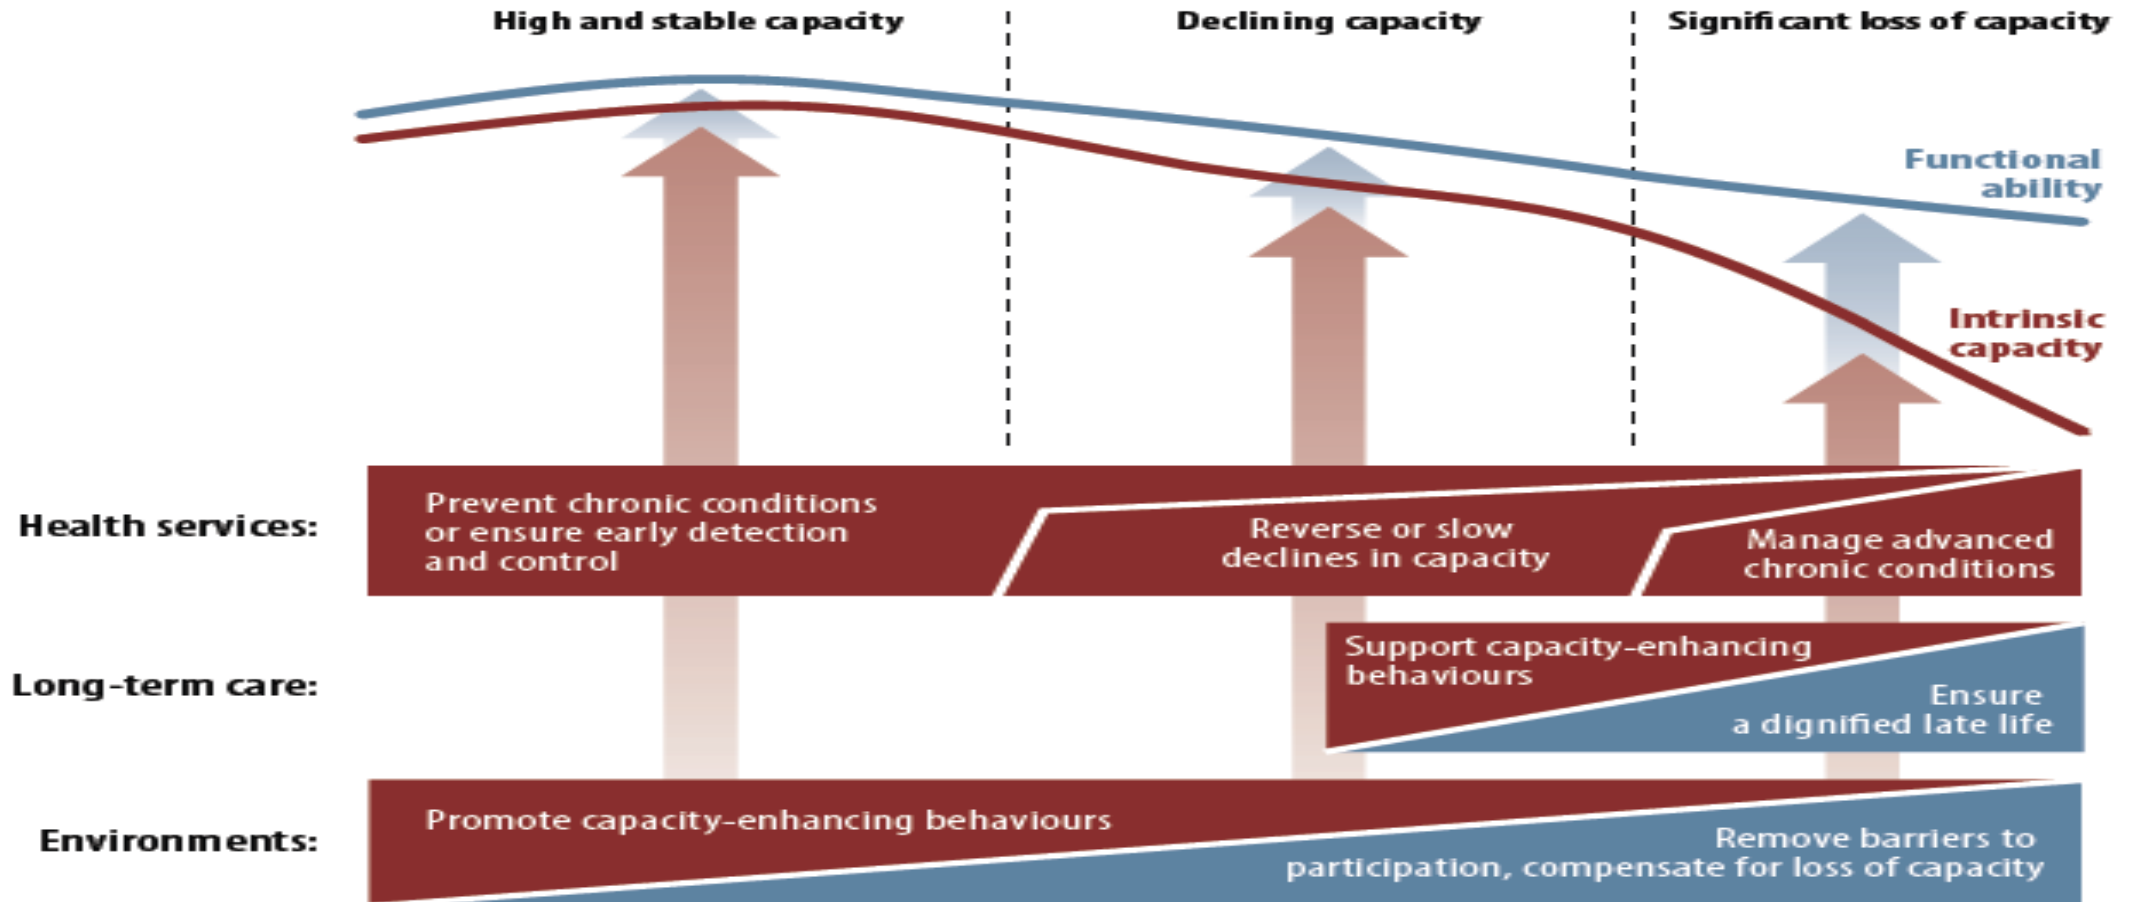 High and stable capacity
Declining capacity
Significant loss of capacity
Functional
ability
Intrinsic
capacity
Health services:
Prevent chronic conditions
or ensure early detection
and control
Reverse or slow
declines in capacity
Manage advanced
chronic conditions
Long-term care:
Support capacity-enhancing
behaviours
Ensure
a dignified late life
Environments:
Promote capacity-enhancing behaviours
Remove barriers to
participation, compensate for loss of capacity